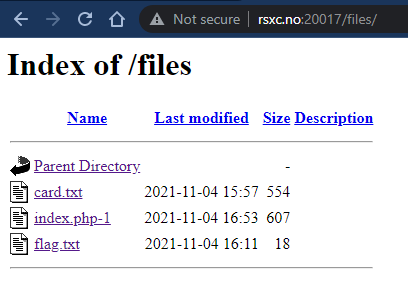 Not secure | rsxc.no:20017/files/
Index of /files
Name Last modified Size Description
Parent Directory -
card.txt 2021-11-04 15:57 554
index.php-1 2021-11-04 16:53 607
flag.txt 2021-11-04 16:11 18